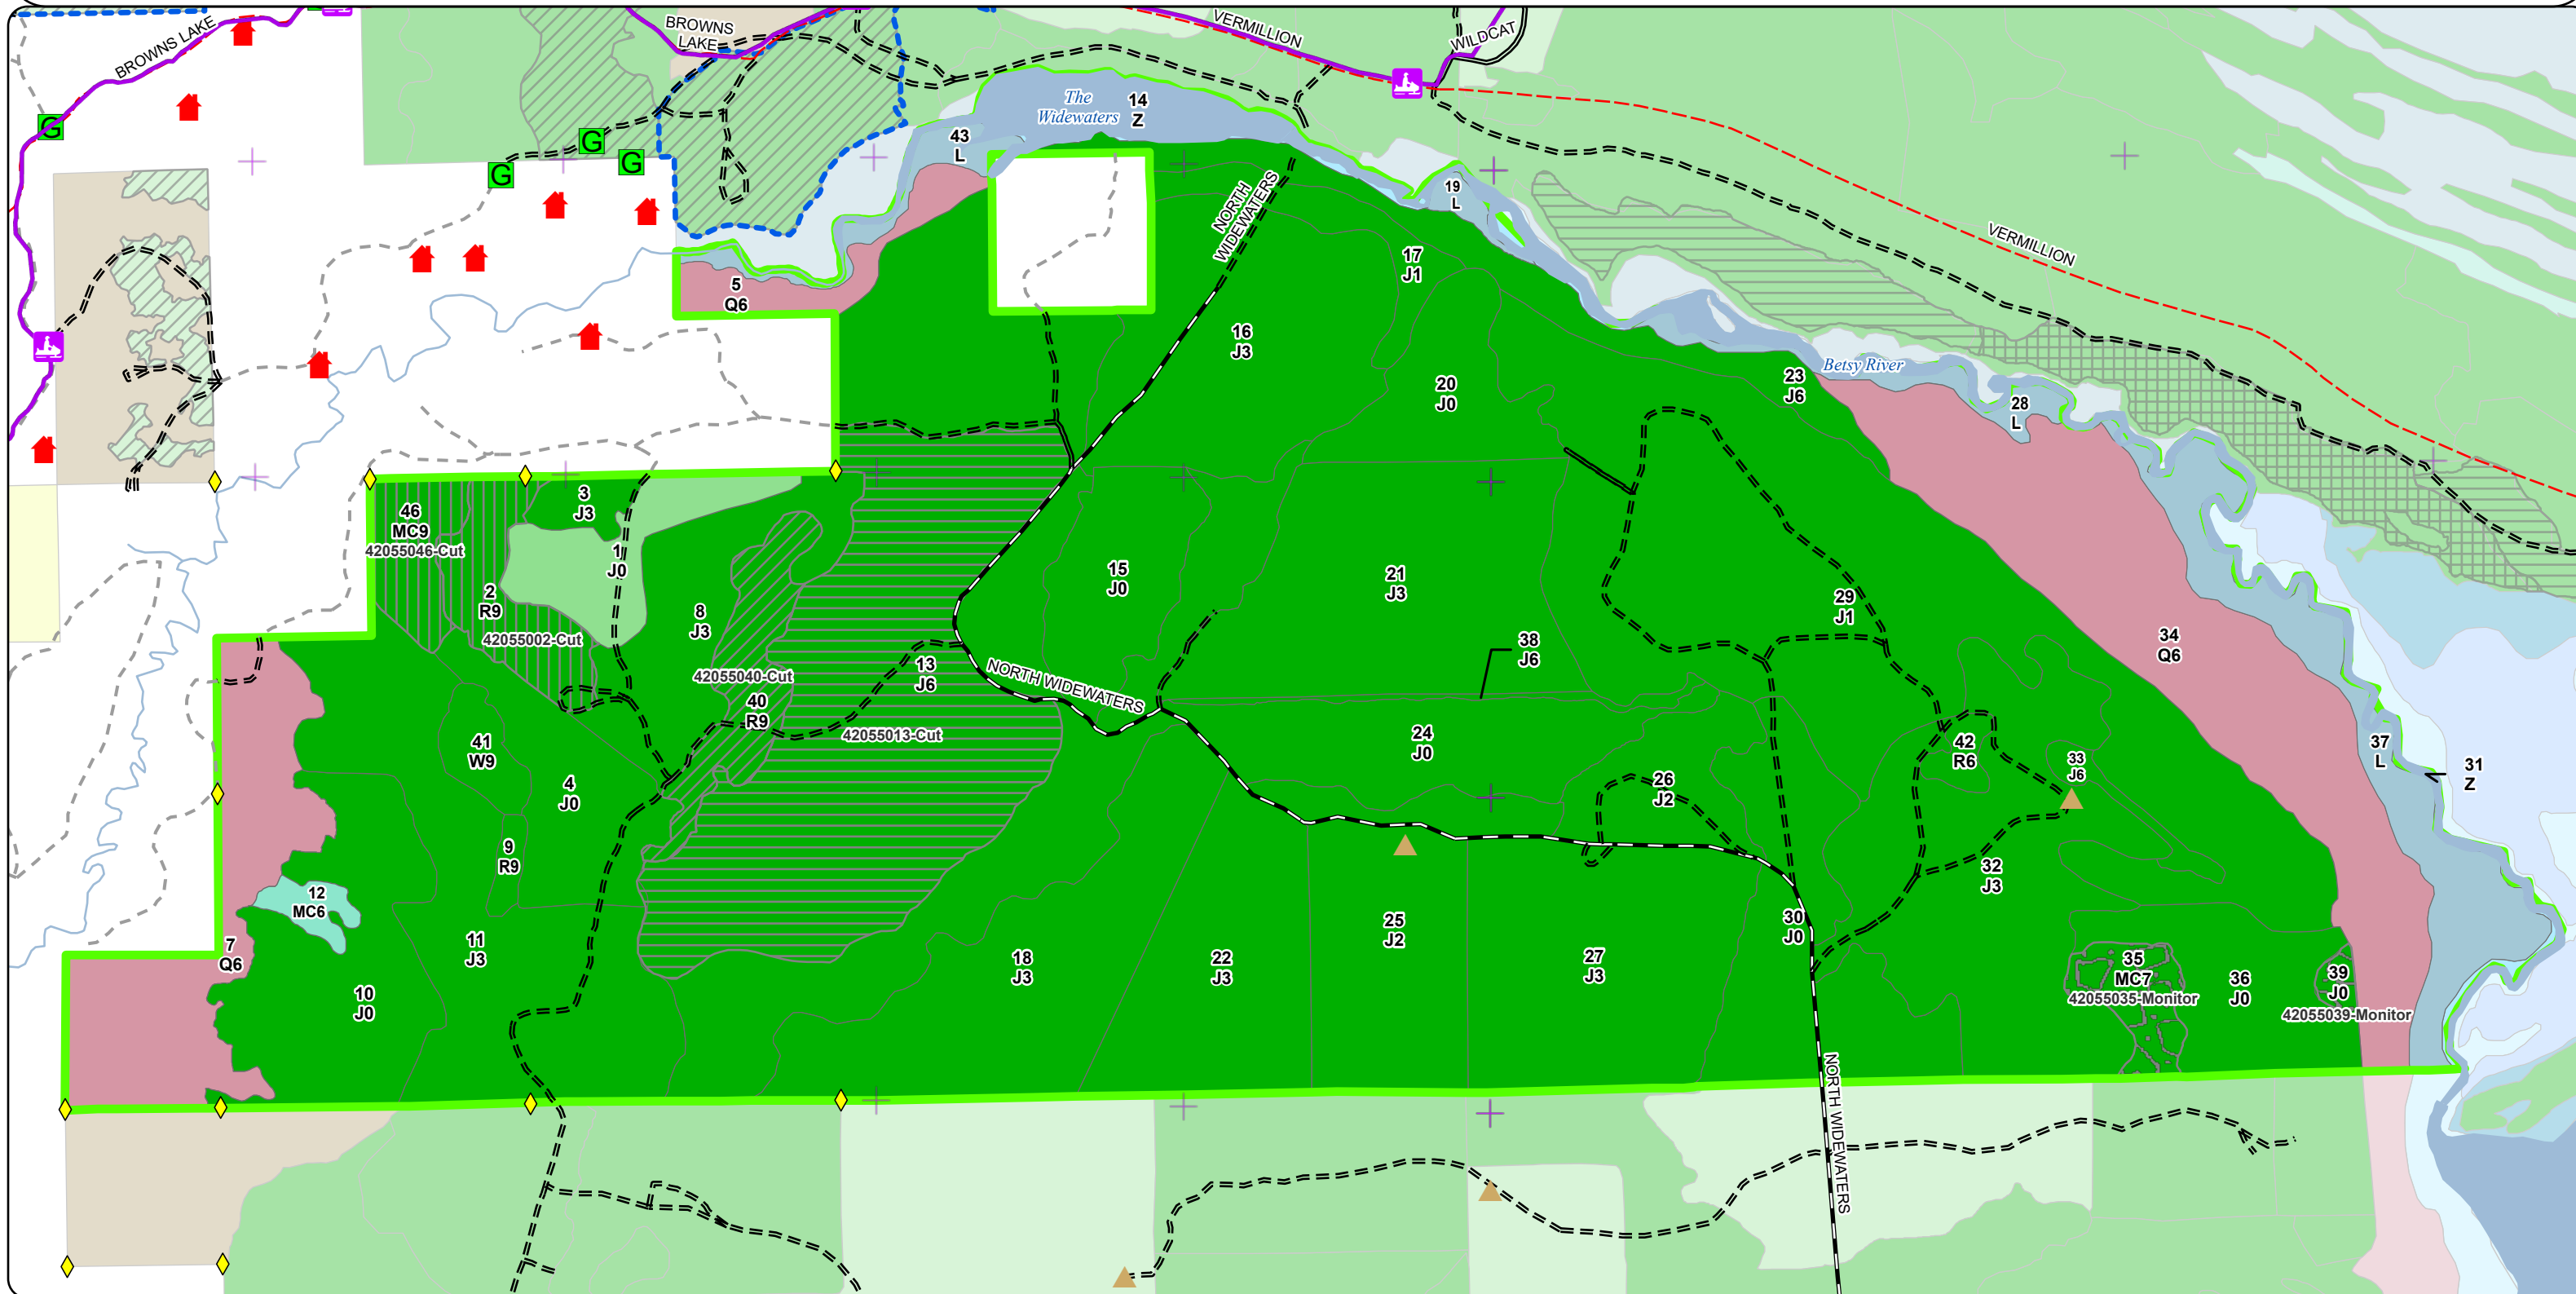 BROWNS LAKE
BROWNS
LAKE
VERMILLION
WILDCAT
The
Widewaters
14
Z
43
L
G
G
G
G
19
L
NORTH
WIDEWATERS
17
J1
VERMILLION
5
Q6
16
J3
Betsy River
20
J0
23
J6
28
L
46
MC9
42055046-Cut
3
J3
1
J0
2
R9
42055002-Cut
8
J3
15
J0
21
J3
29
J1
34
Q6
38
J6
42055040-Cut
40
R9
13
J6
42055013-Cut
NORTH WIDEWATERS
41
W9
4
J0
24
J0
26
J2
42
R6
33
J6
37
L
31
Z
9
R9
12
MC6
32
J3
7
Q6
11
J3
10
J0
18
J3
22
J3
25
J2
27
J3
30
J0
35
MC7
42055035-Monitor
36
J0
39
J0
42055039-Monitor
NORTH WIDEWATERS